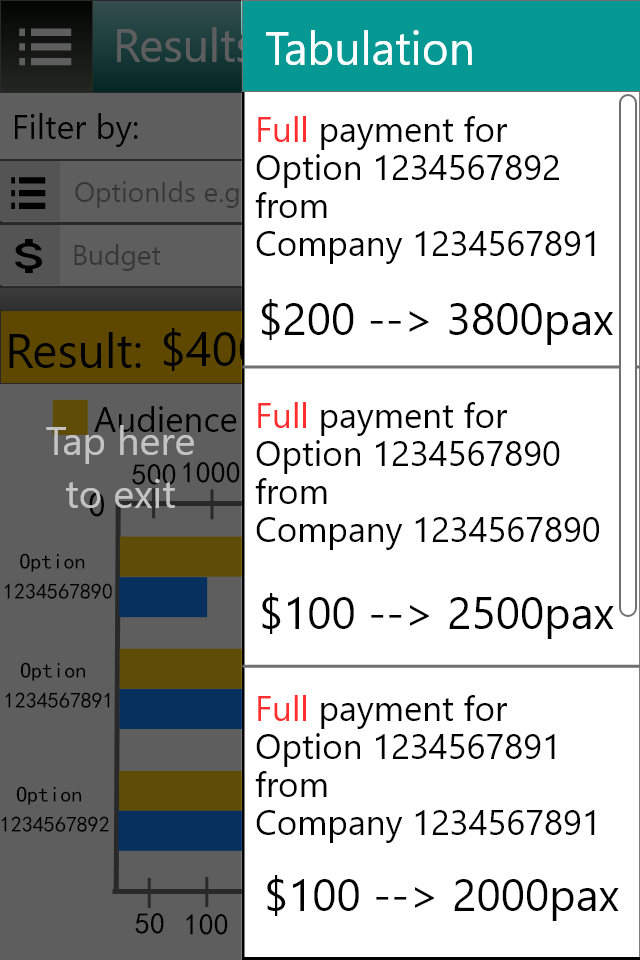 Results
Tabulation
Filter by:
OptionIds e.g
Budget
Result: $400
Audience
Tap here
to exit
500 1000
0
Option
1234567890
Option
1234567891
Option
1234567892
50 100
Full payment for
Option 1234567892
from
Company 1234567891
$200 --> 3800pax
Full payment for
Option 1234567890
from
Company 1234567890
$100 --> 2500pax
Full payment for
Option 1234567891
from
Company 1234567891
$100 --> 2000pax